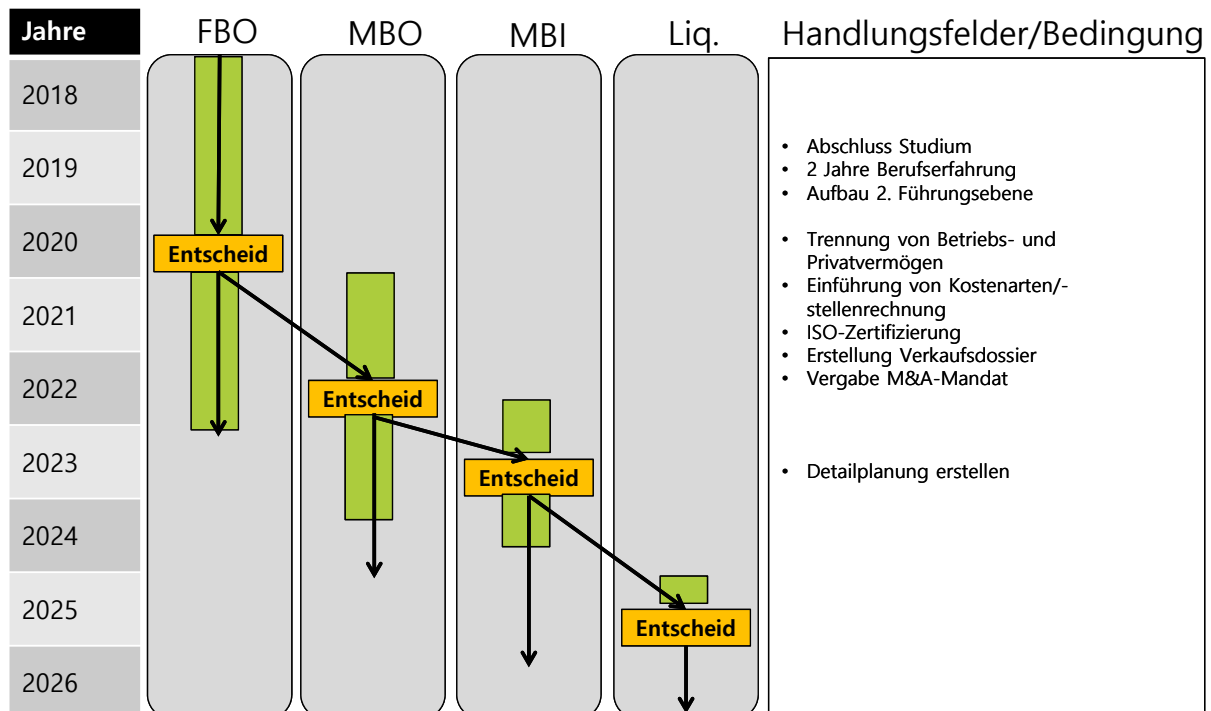 Jahre FBO MBO MBI Liq. Handlungsfelder/Bedingung
2018
2019
2020
2021
2022
2023
2024
2025
2026
Entscheid
Entscheid
Entscheid
Entscheid
• Abschluss Studium
• 2 Jahre Berufserfahrung
• Aufbau 2. Führungsebene
• Trennung von Betriebs- und
Privatvermögen
• Einführung von Kostenarten/-
stellenrechnung
• ISO-Zertifizierung
• Erstellung Verkaufsdossier
• Vergabe M&A-Mandat
• Detailplanung erstellen